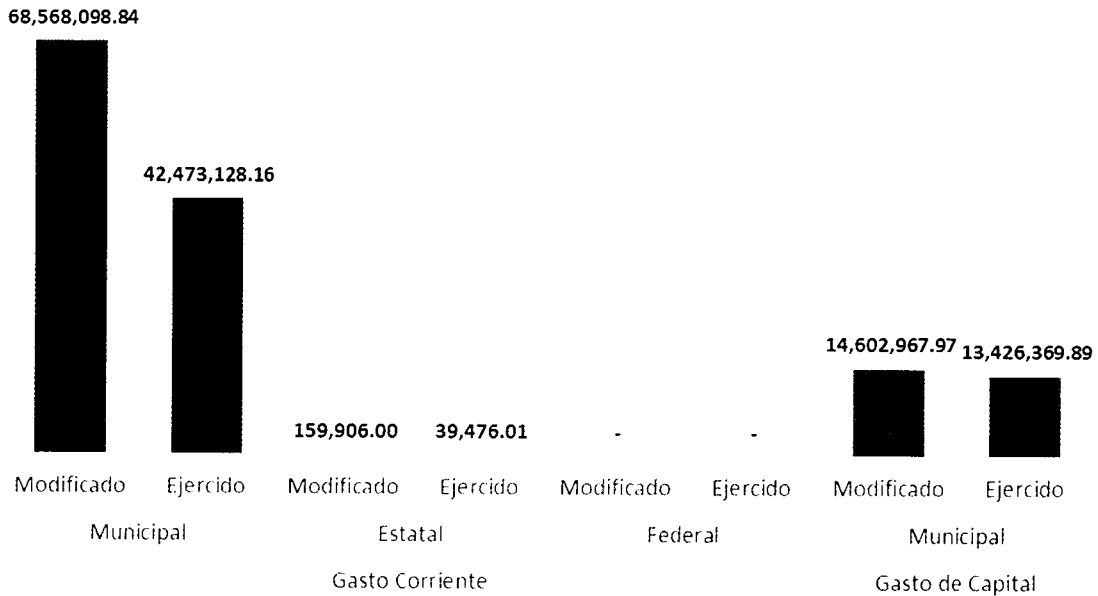 68,568,098.84
42,473,128.16
14,602,967.97 13,426,369.89
159,906.00 39,476.01 - -
Modificado Ejercido Modificado Ejercido Modificado Ejercido Modificado Ejercido
Municipal Estatal Federal Municipal
Gasto Corriente Gasto de Capital